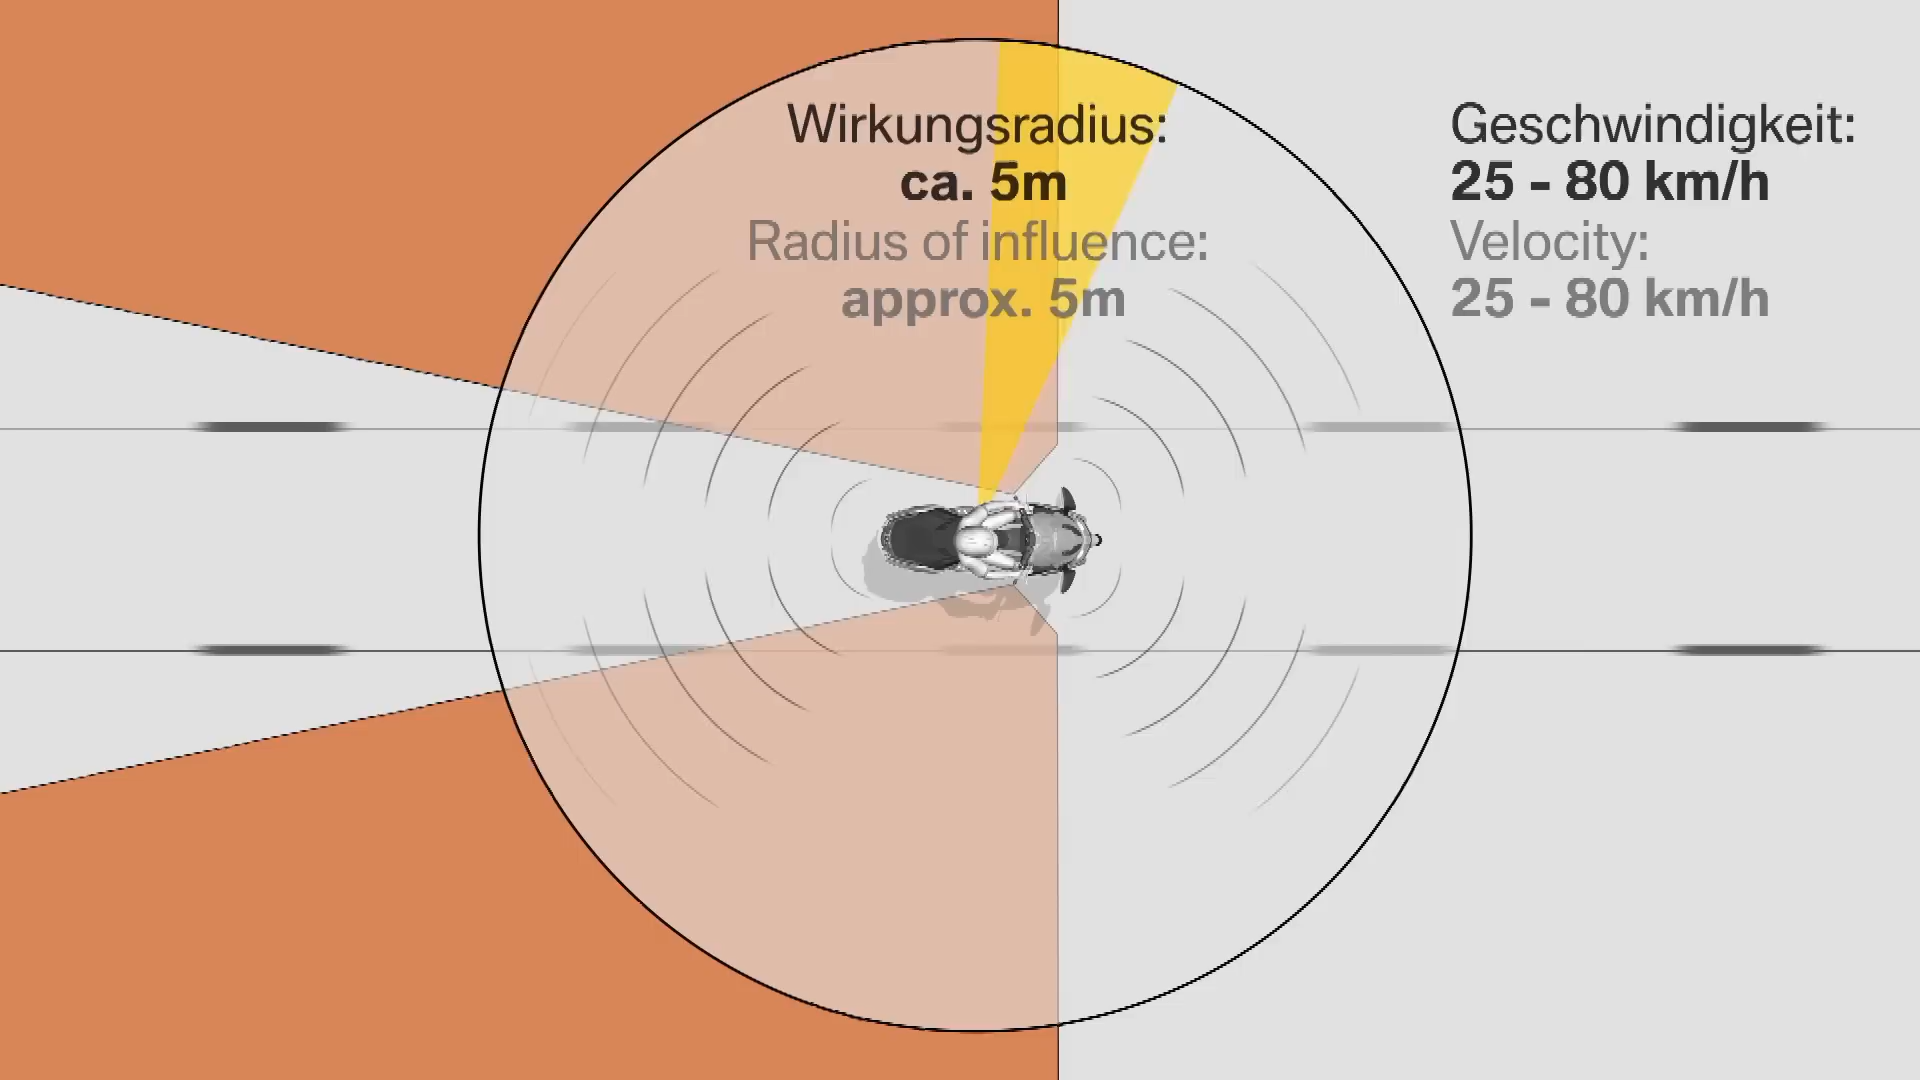 Wirkungsradius:
ca. 5m
Radius of influence:
approx. 5m
Geschwindigkeit:
25 - 80 km/h
Velocity:
25 - 80 km/h